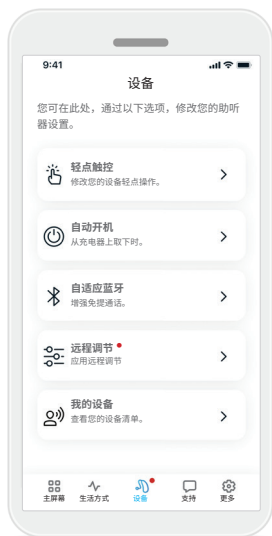 9:41
设备
您可在此处，通过以下选项，修改您的助听
器设置。
轻点触控
修改您的设备轻点操作。
自动开机
从充电器上取下时。
自适应蓝牙
增强免提通话。
远程调节
应用远程调节
我的设备
查看您的设备清单。
主屏幕 生活方式 设备 支持 更多